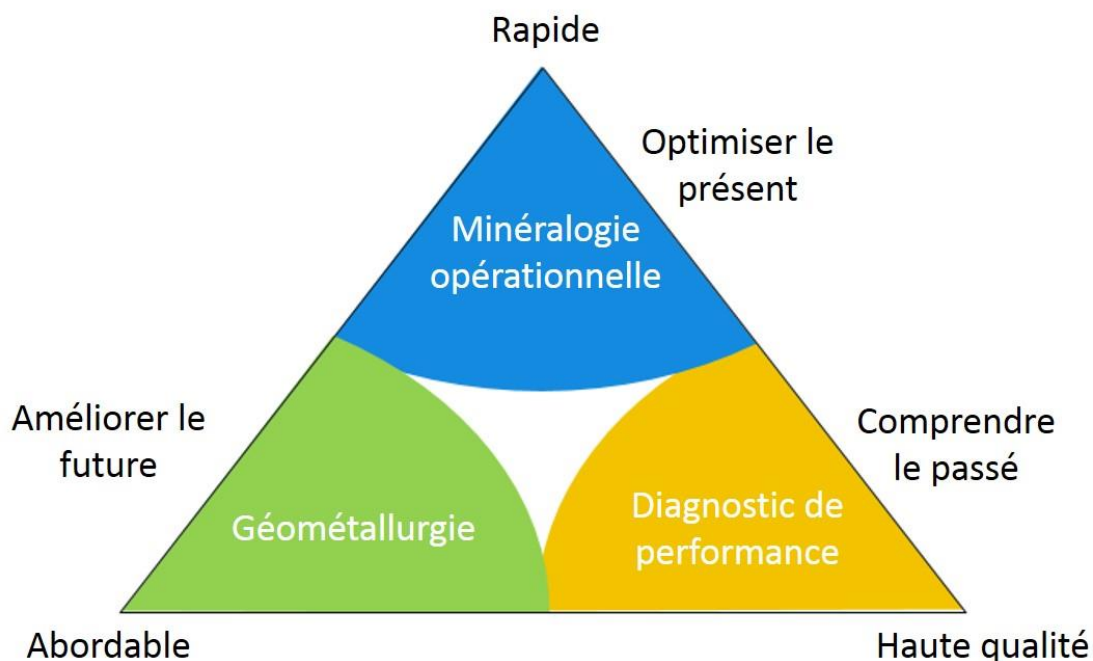 Rapide
Optimiser le
présent
Minéralogie
opérationnelle
Améliorer le
future
Comprendre
le passé
Géométallurgie
Diagnostic de
performance
Abordable
Haute qualité